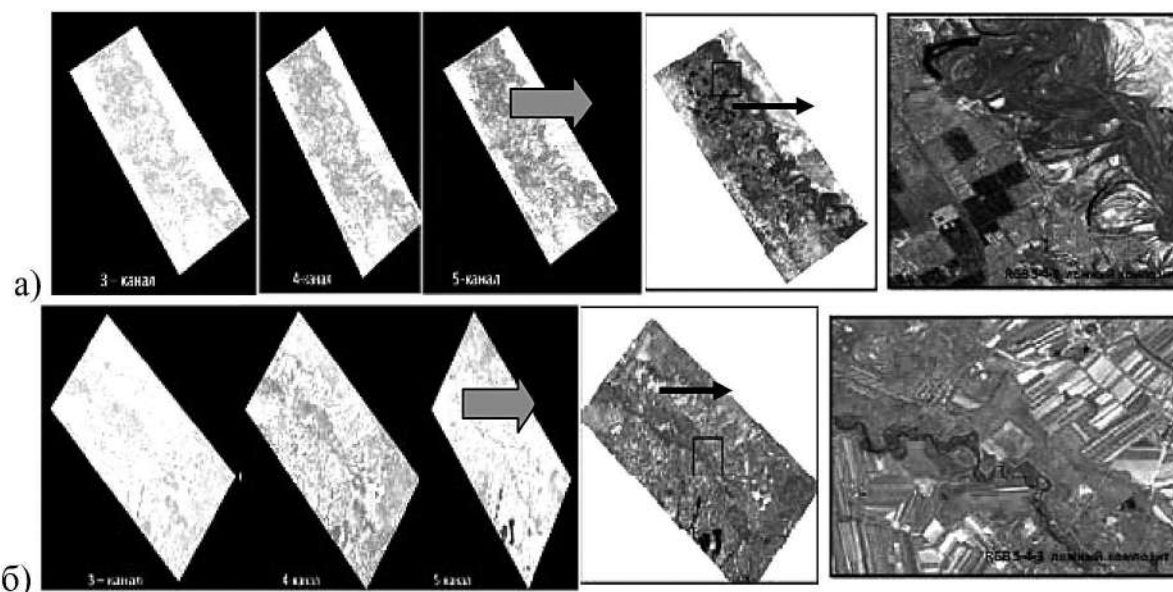 а)
3 – канал
4-канал
5-канал
RGB 5-4-3 ложный композит
б)
3 – канал
4 канал
5 канал
RGB 5-4-3 ложный композит